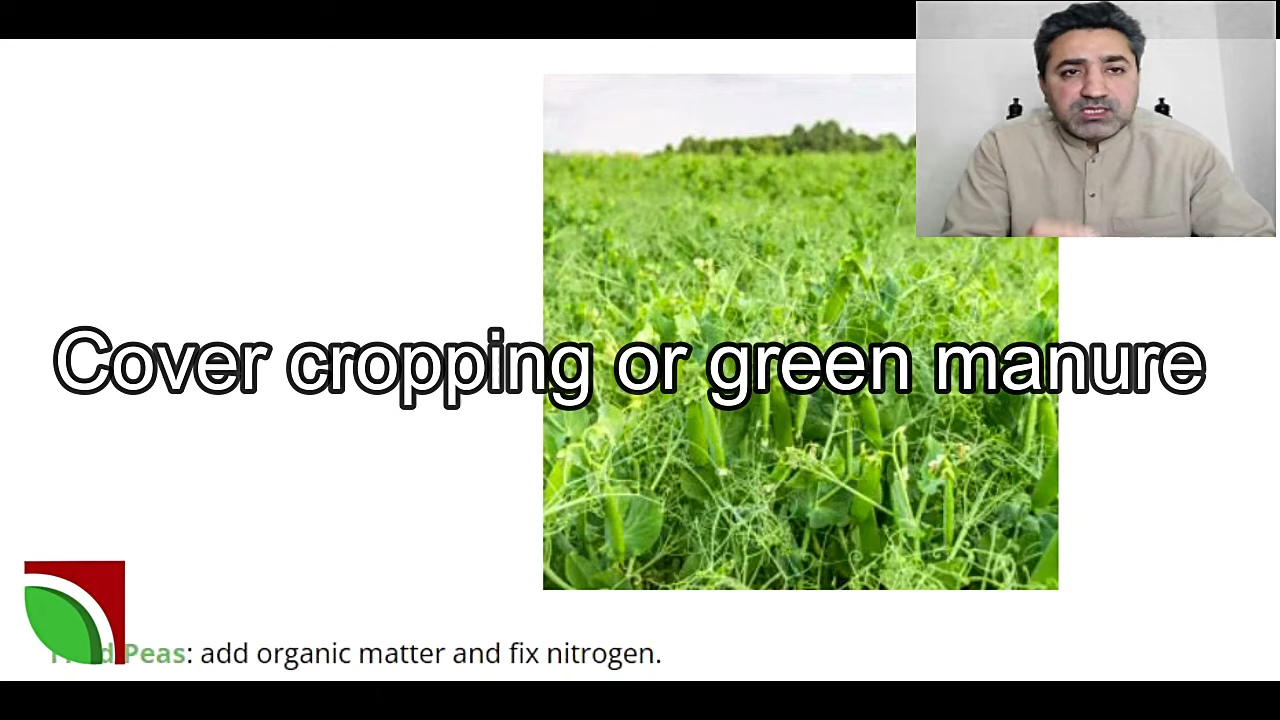 Cover cropping or green manure
Peas: add organic matter and fix nitrogen.